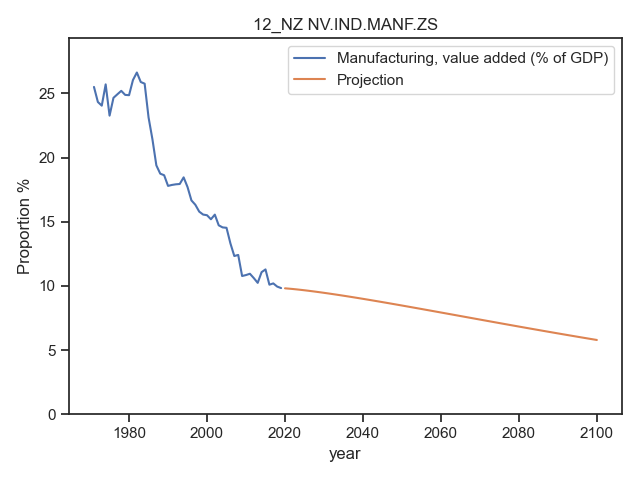 12_NZ NV.IND.MANF.ZS
Manufacturing, value added (% of GDP)
Projection
Proportion %
25
20
15
10
5
0
1980 2000 2020 2040 2060 2080 2100
year